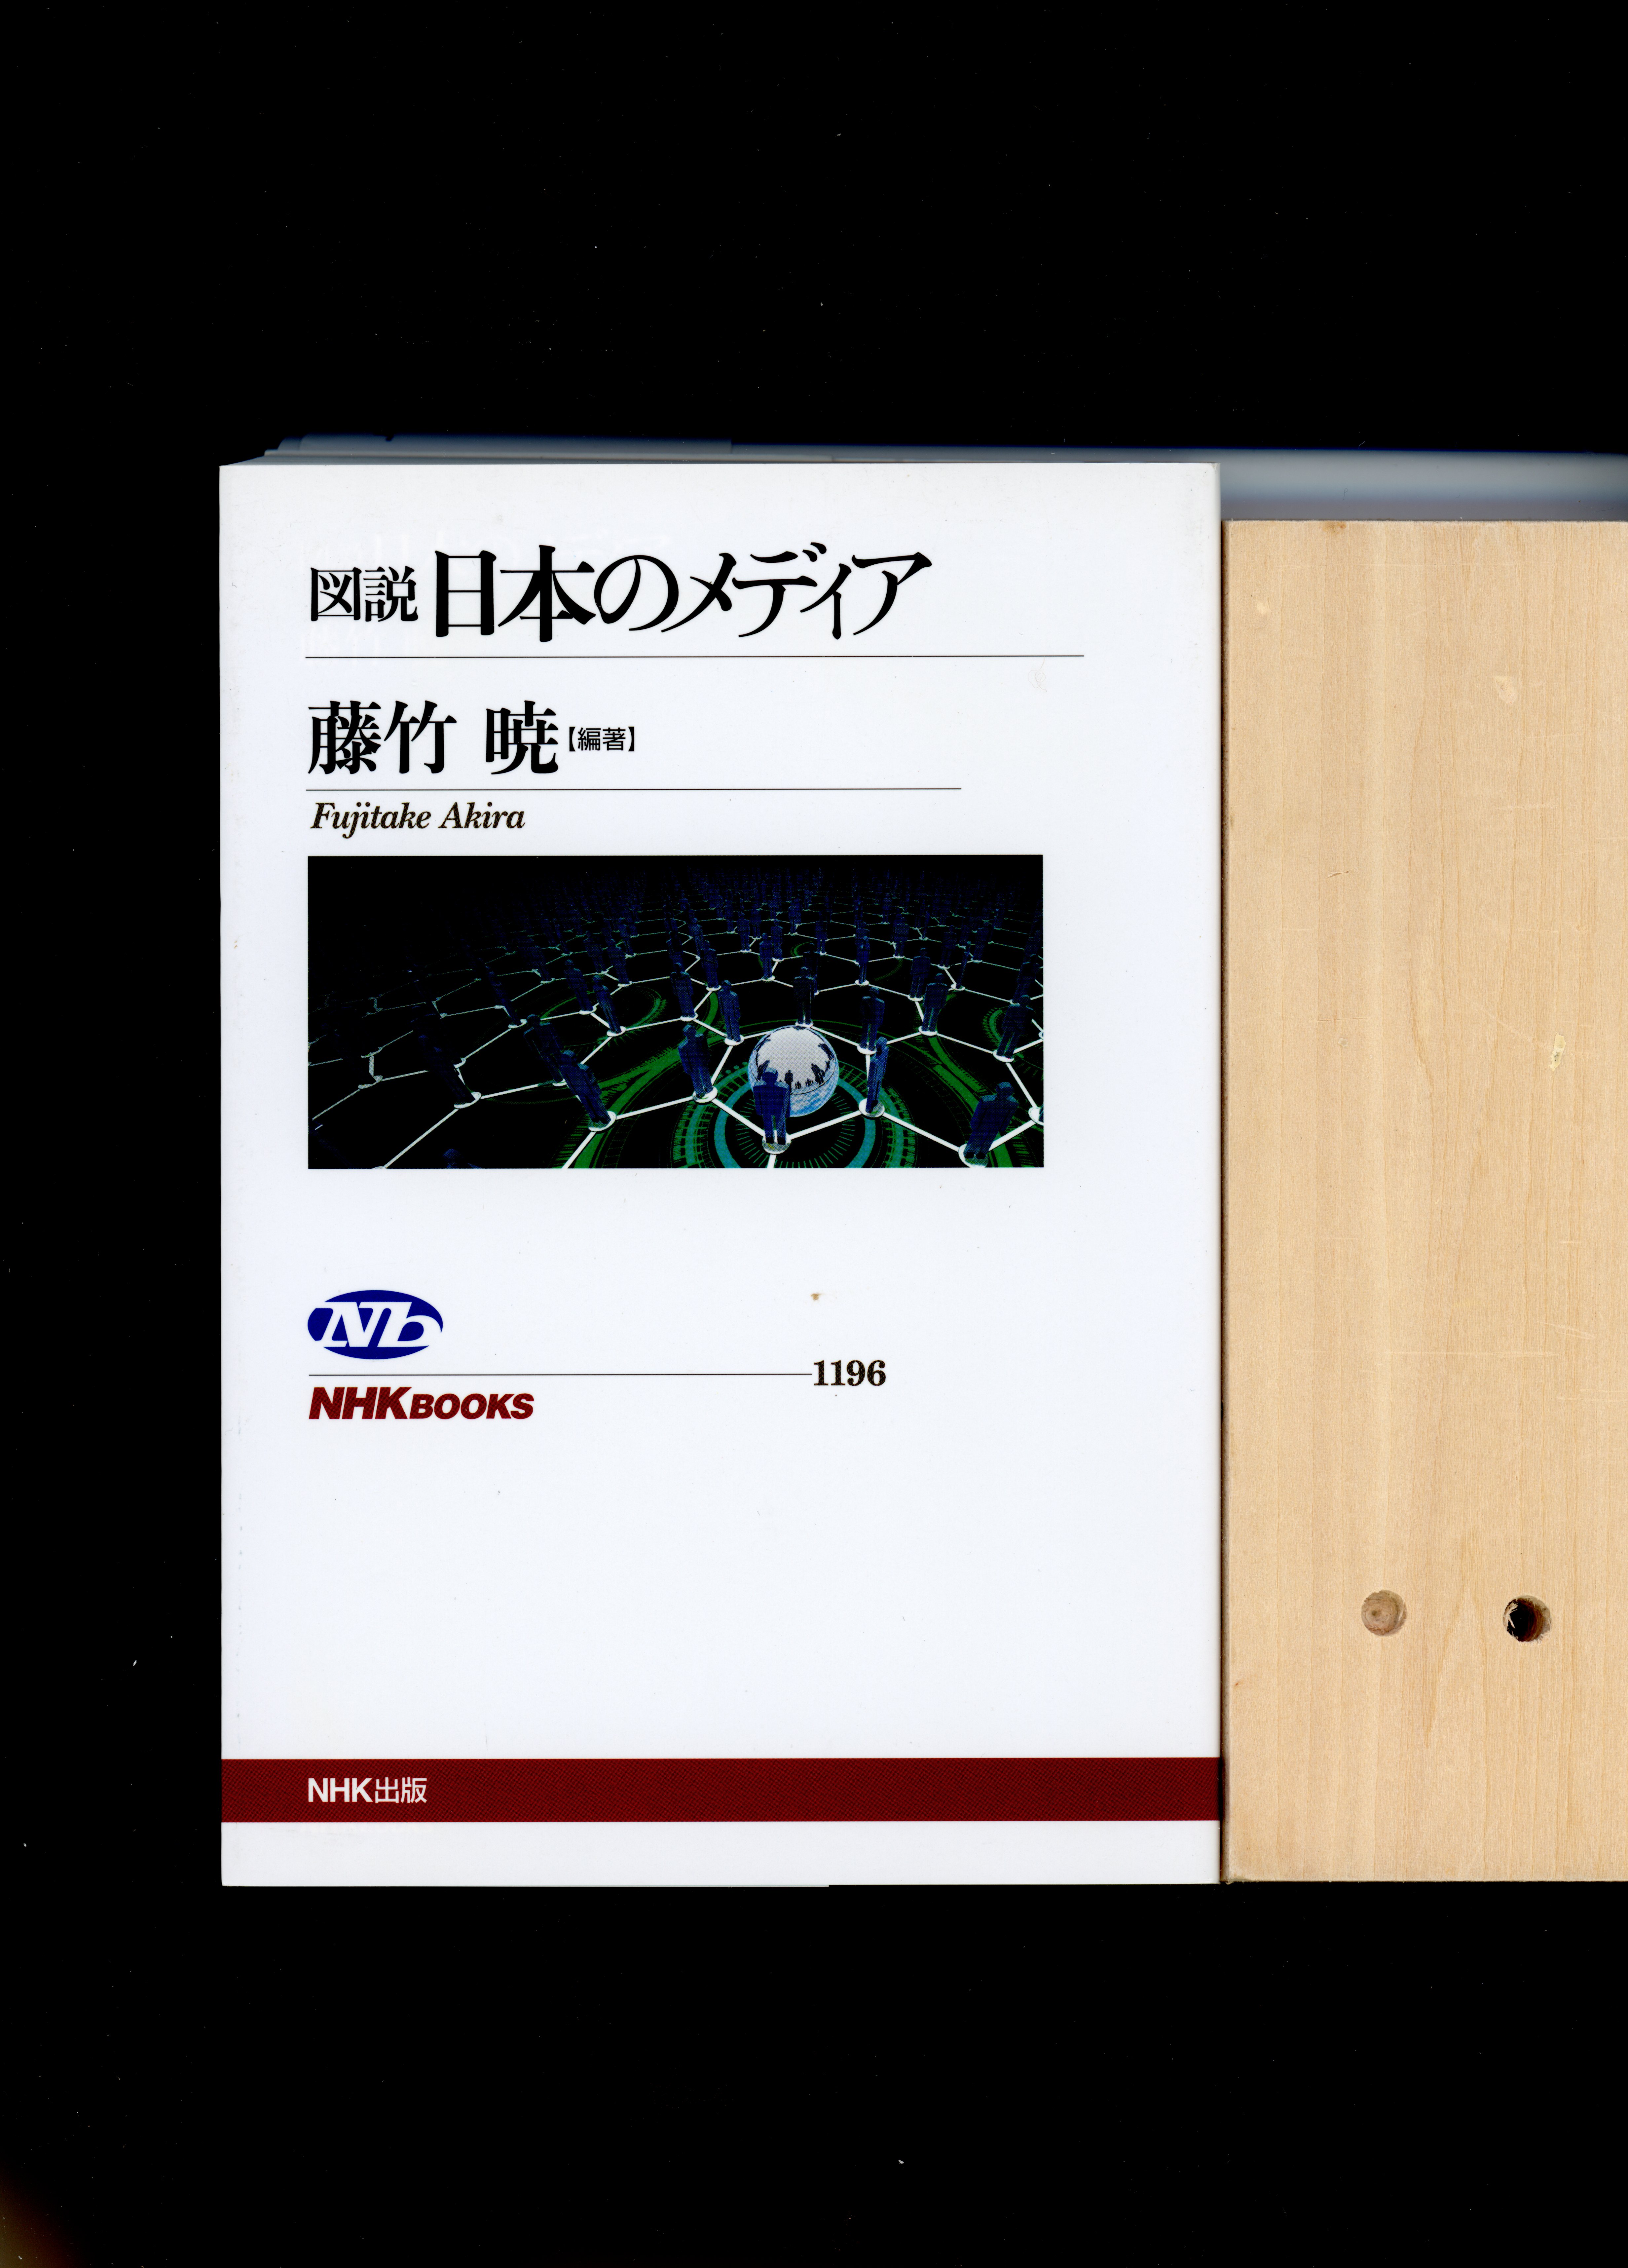 図説 日本のメディア
藤竹 暁【編著】
Fujitake Akira
Nb
1196
NHKBOOKS
NHK出版